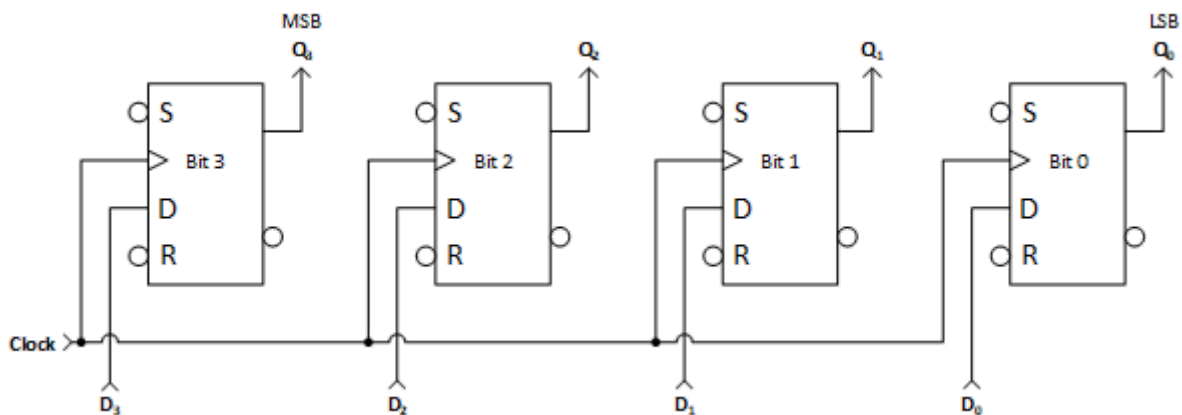 MSB LSB
Q₃ Q₂ Q₁ Q₀
S S S S
Bit 3 Bit 2 Bit 1 Bit 0
D D D D
R R R R
Clock
D₃ D₂ D₁ D₀